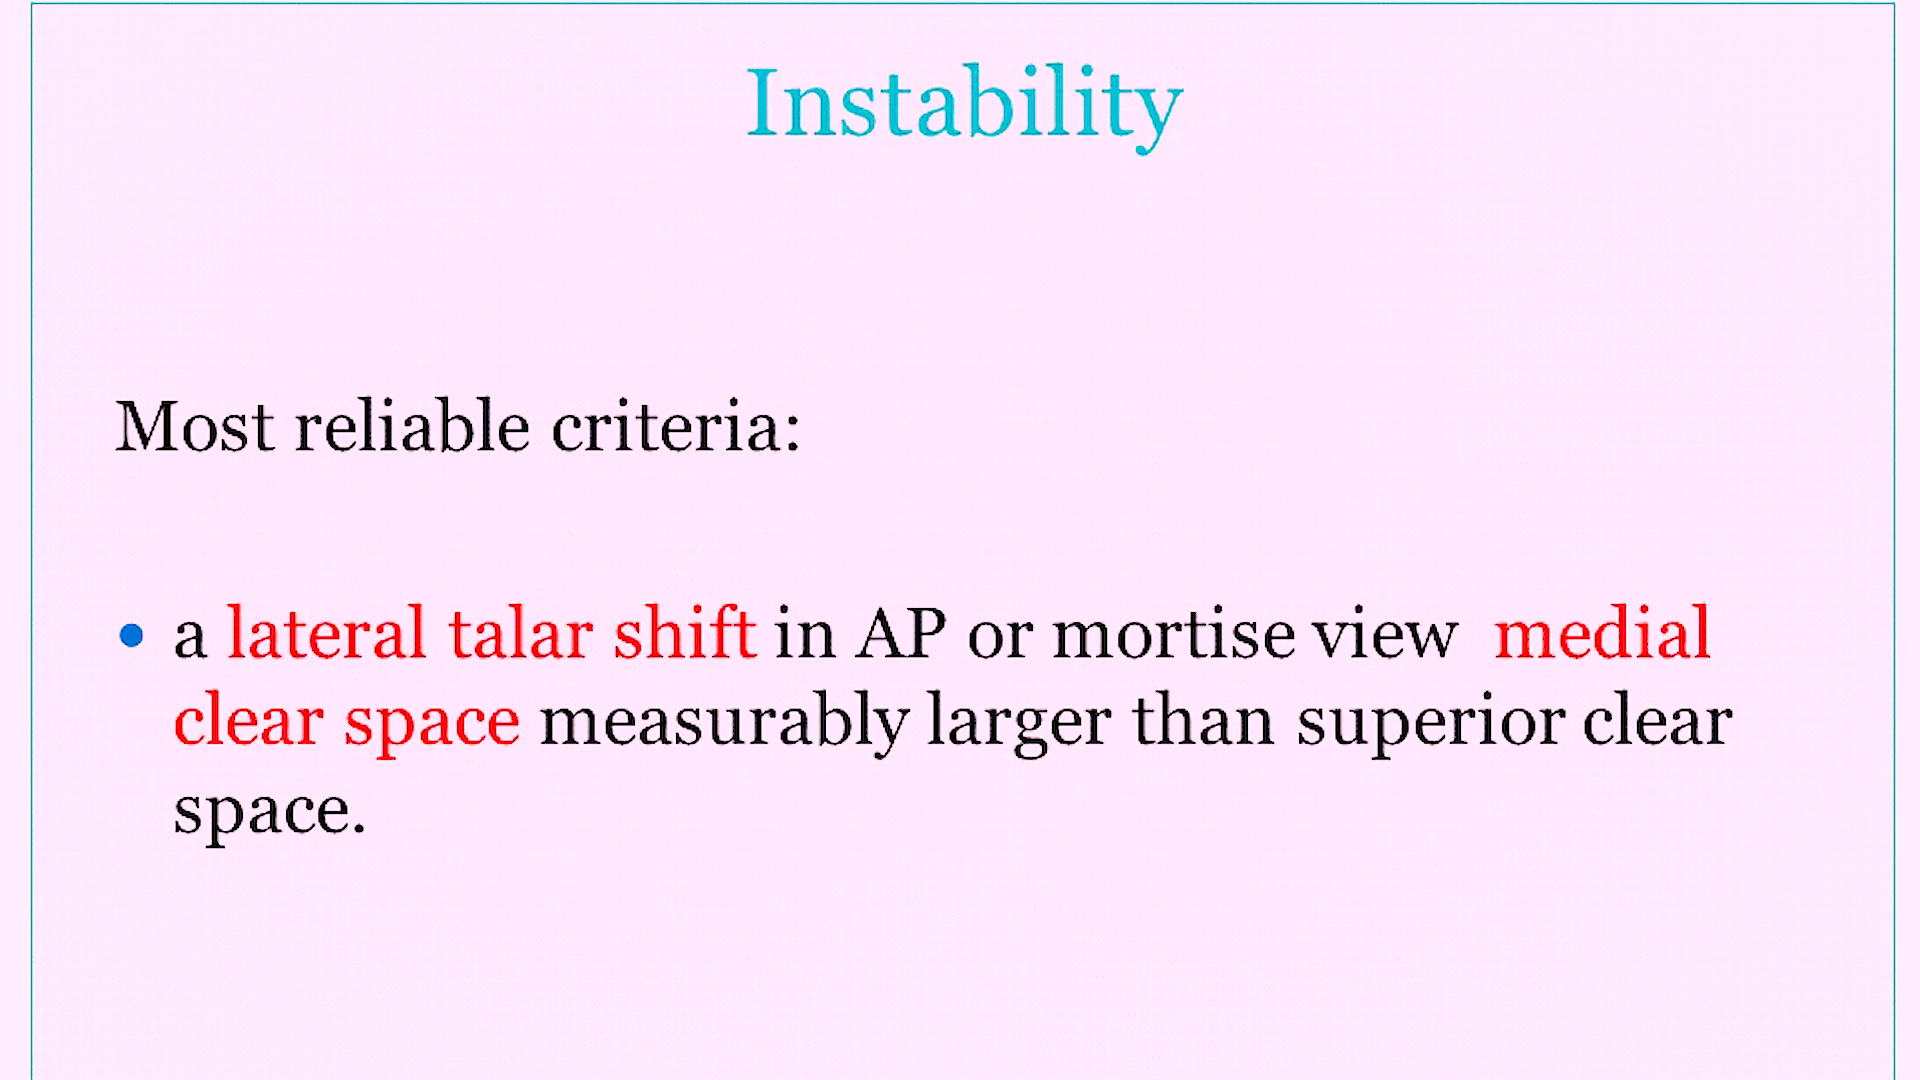 Instability
Most reliable criteria:
• a lateral talar shift in AP or mortise view medial
clear space measurably larger than superior clear
space.